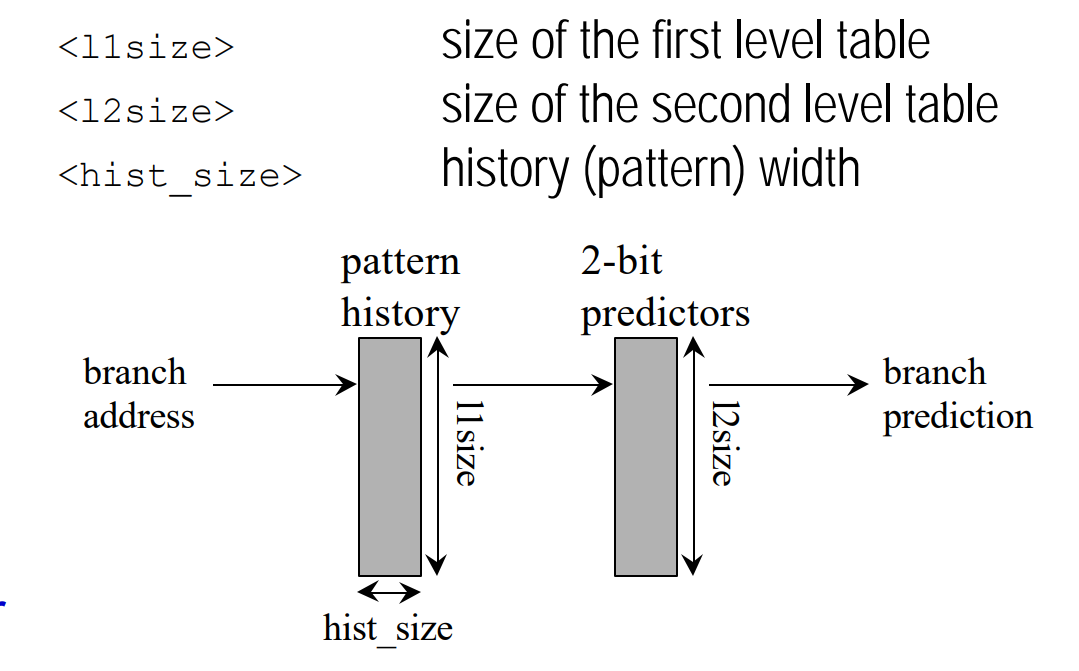 <l1size> size of the first level table
<l2size> size of the second level table
<hist_size> history (pattern) width
pattern
history
2-bit
predictors
branch
address
l1size
l2size
branch
prediction
hist_size